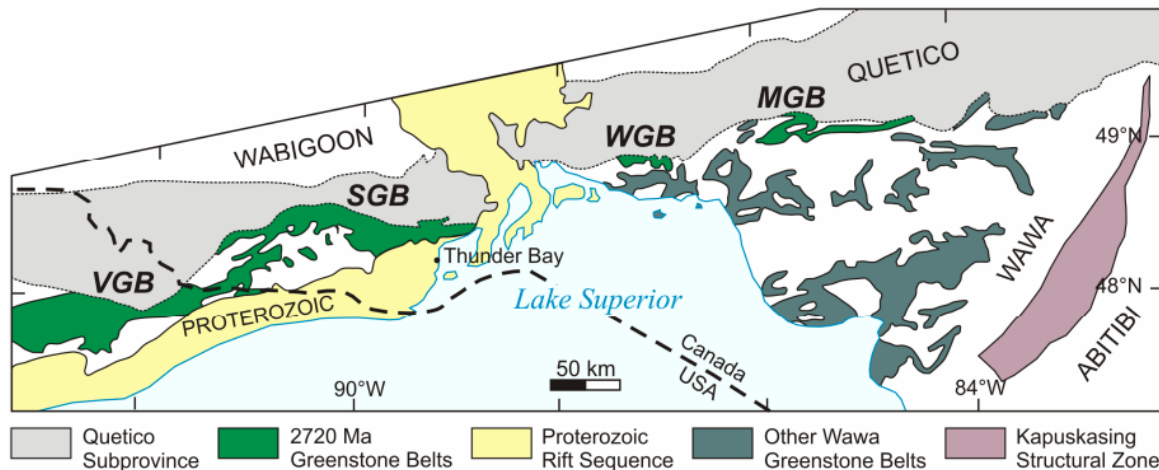 QUETICO
MGB
WABIGOON
WGB
49°N
SGB
WAWA
Thunder Bay
VGB
48°N
PROTEROZOIC
Lake Superior
ABITIBI
Canada
USA
50 km
90°W
84°W
Quetico
Subprovince
2720 Ma
Greenstone Belts
Proterozoic
Rift Sequence
Other Wawa
Greenstone Belts
Kapuskasing
Structural Zone